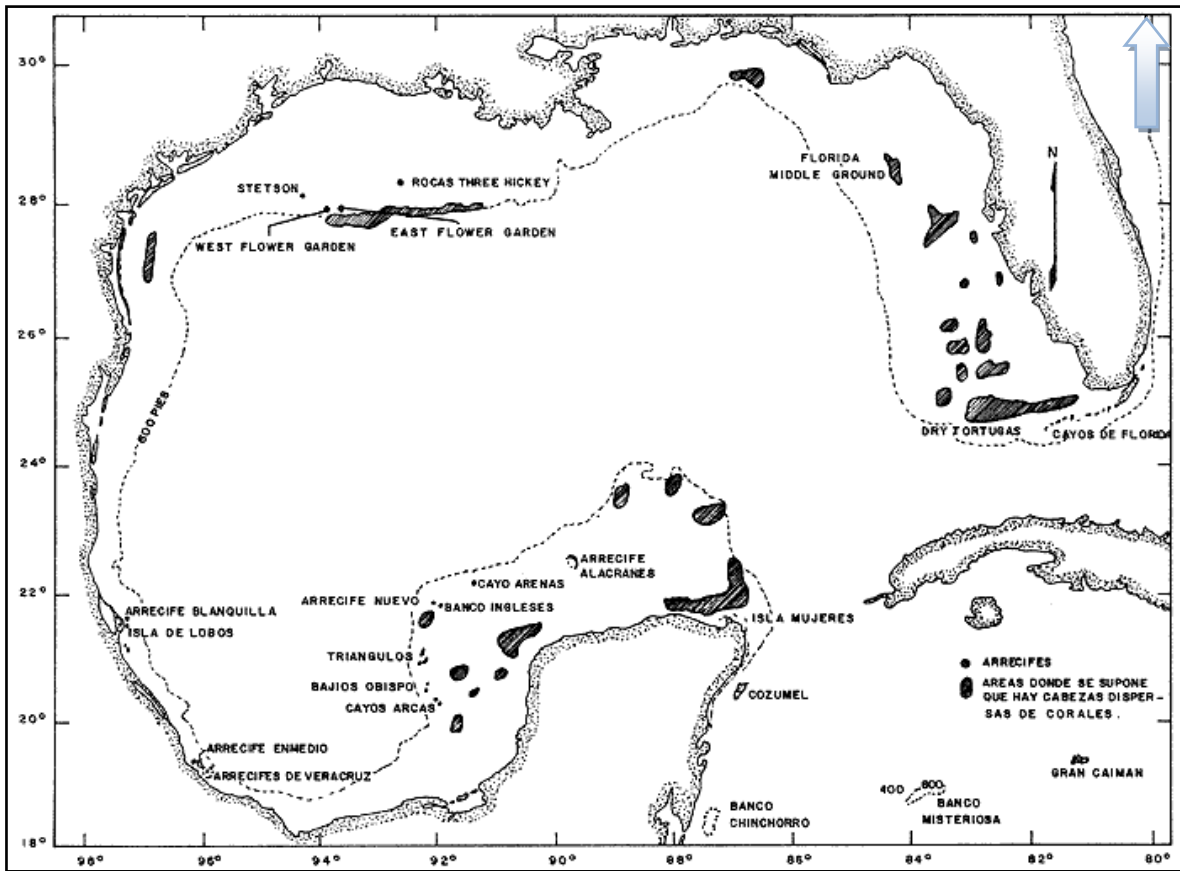 30°
28°
26°
24°
22°
20°
18°
98°
96°
94°
92°
90°
88°
86°
84°
82°
80°
N
FLORIDA
MIDDLE GROUND
STETSON
ROCAS THREE HICKEY
WEST FLOWER GARDEN
EAST FLOWER GARDEN
600 PIES
DRY TORTUGAS
CAYOS DE FLORIDA
ARRECIFE
ALACRANES
CAYO ARENAS
ARRECIFE NUEVO
BANCO INGLESES
ARRECIFE BLANQUILLA
ISLA DE LOBOS
ISLA MUJERES
TRIANGULOS
BAJIOS OBISPO
CAYOS ARCAS
COZUMEL
ARRECIFES
AREAS DONDE SE SUPONE
QUE HAY CABEZAS DISPER-
SAS DE CORALES.
ARRECIFE ENMEDIO
ARRECIFES DE VERACRUZ
GRAN CAIMAN
400
600
BANCO
MISTERIOSA
BANCO
CHINCHORRO